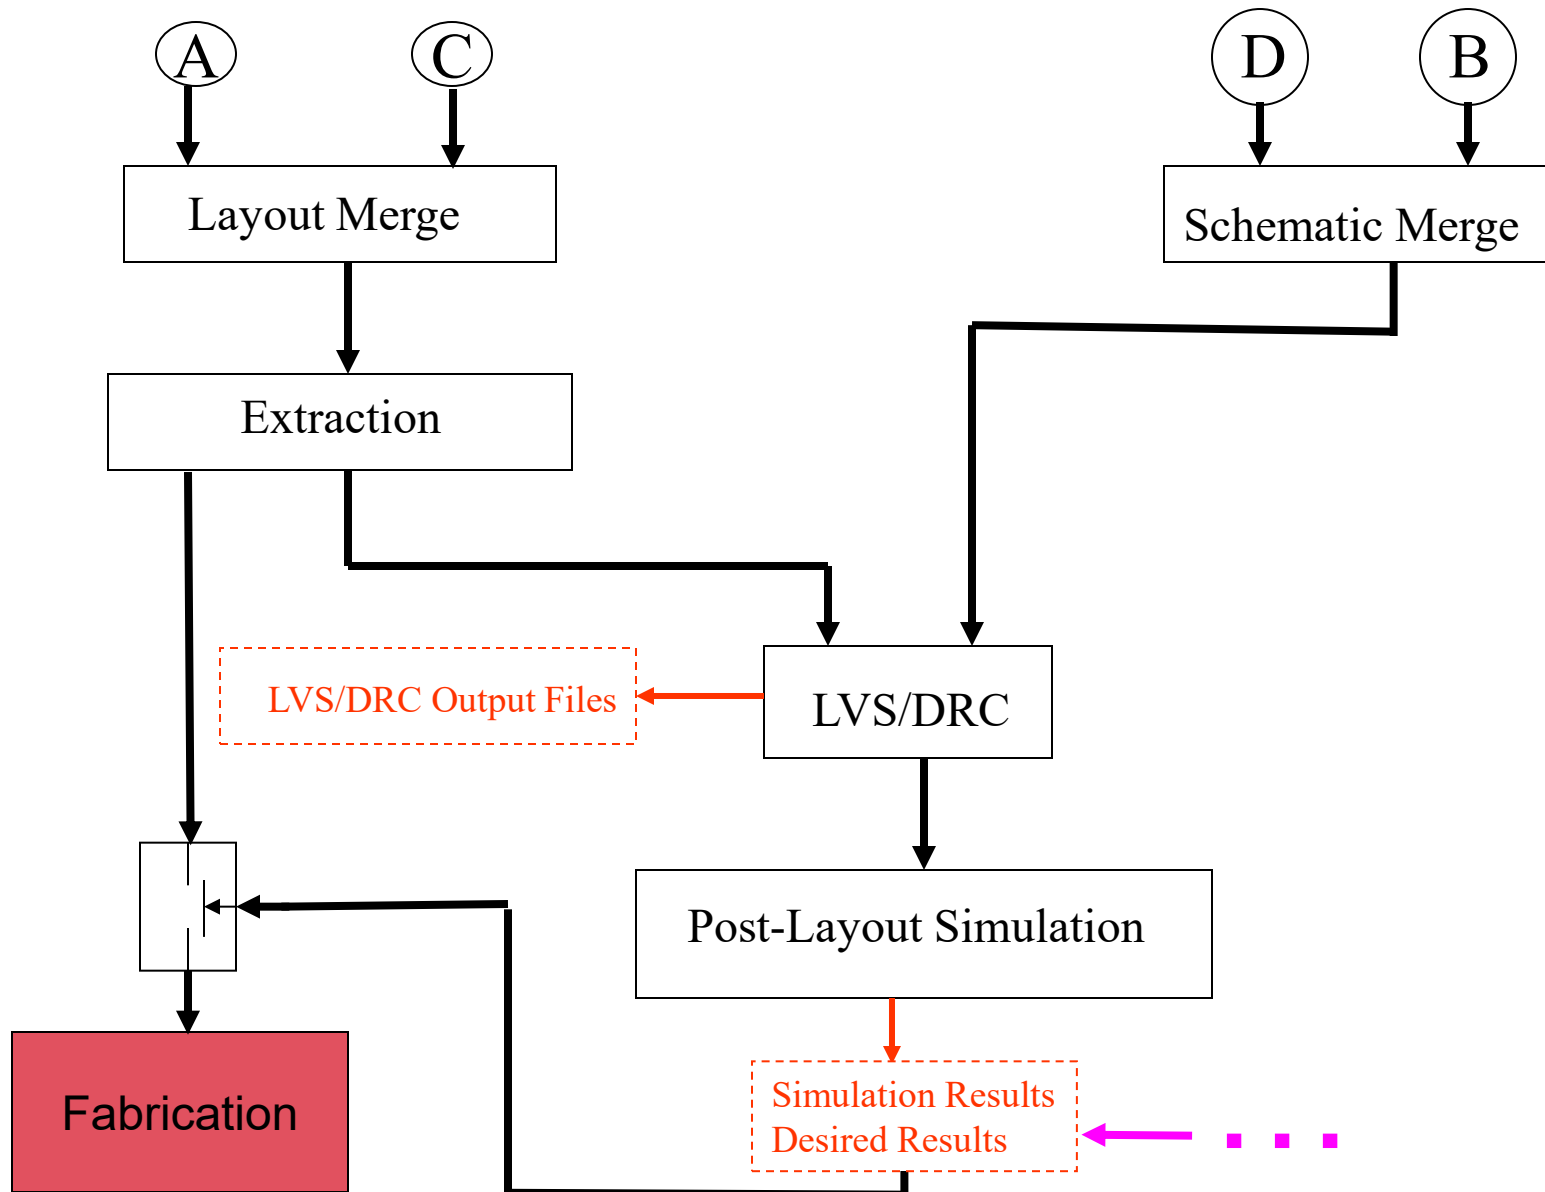 A
C
D
B
Layout Merge
Schematic Merge
Extraction
LVS/DRC Output Files
LVS/DRC
Post-Layout Simulation
Simulation Results
Desired Results
Fabrication